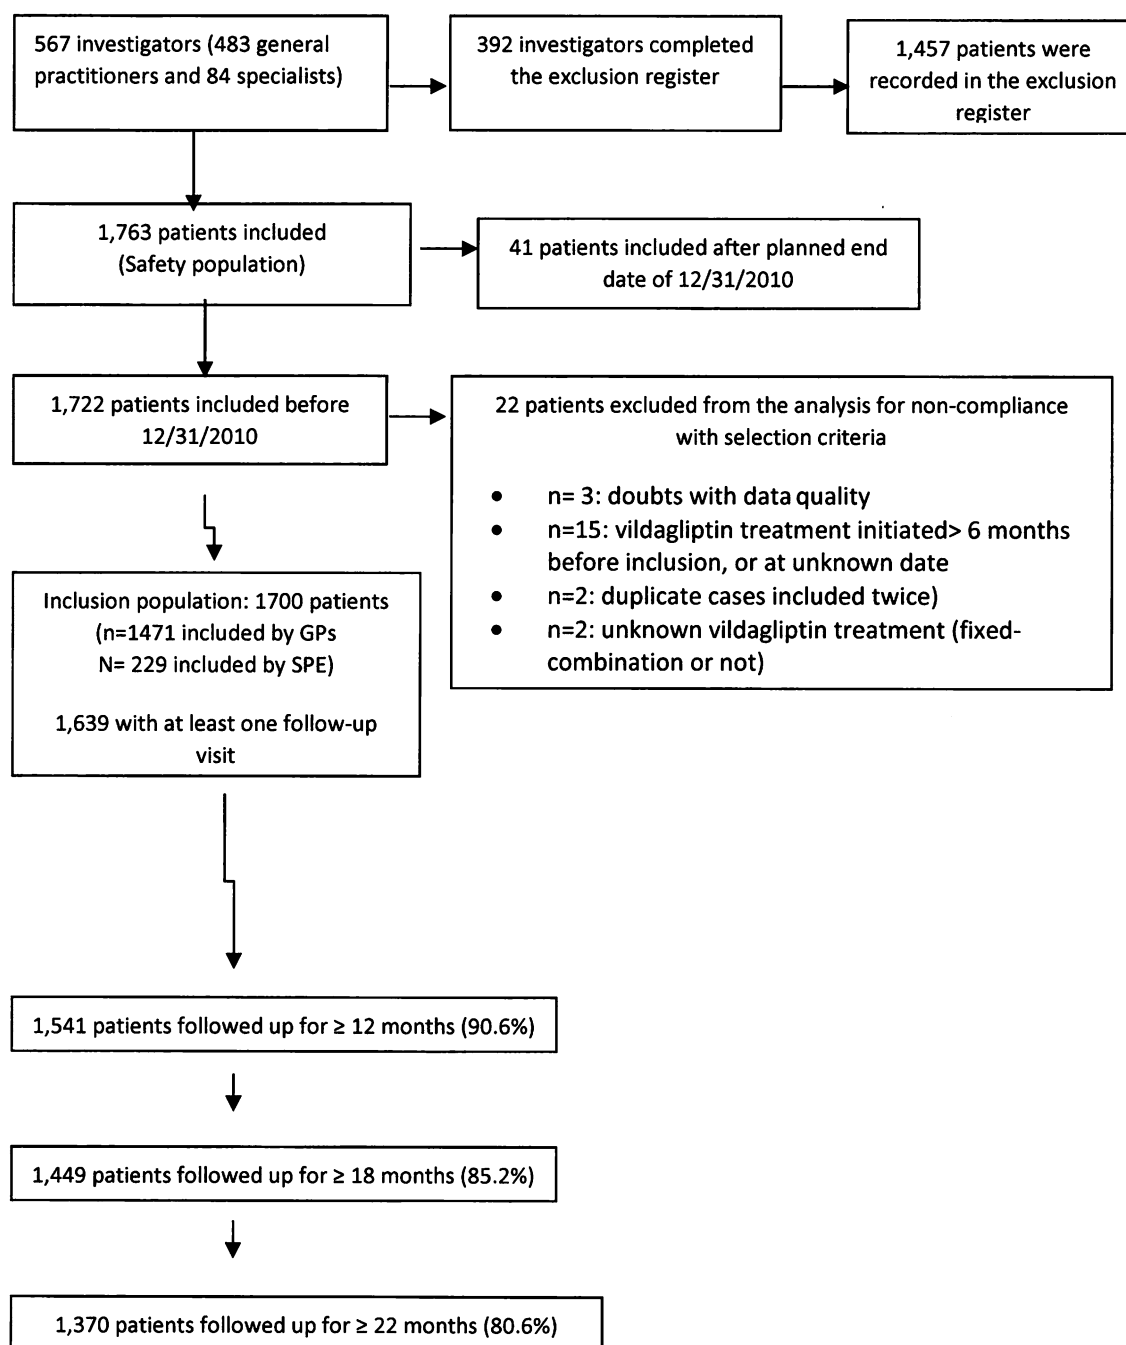 567 investigators (483 general
practitioners and 84 specialists)
392 investigators completed
the exclusion register
1,457 patients were
recorded in the exclusion
register
1,763 patients included
(Safety population)
41 patients included after planned end
date of 12/31/2010
1,722 patients included before
12/31/2010
22 patients excluded from the analysis for non-compliance
with selection criteria
• n= 3: doubts with data quality
• n=15: vildagliptin treatment initiated> 6 months
before inclusion, or at unknown date
• n=2: duplicate cases included twice)
• n=2: unknown vildagliptin treatment (fixed-
combination or not)
Inclusion population: 1700 patients
(n=1471 included by GPs
N= 229 included by SPE)
1,639 with at least one follow-up
visit
1,541 patients followed up for ≥ 12 months (90.6%)
1,449 patients followed up for ≥ 18 months (85.2%)
1,370 patients followed up for ≥ 22 months (80.6%)